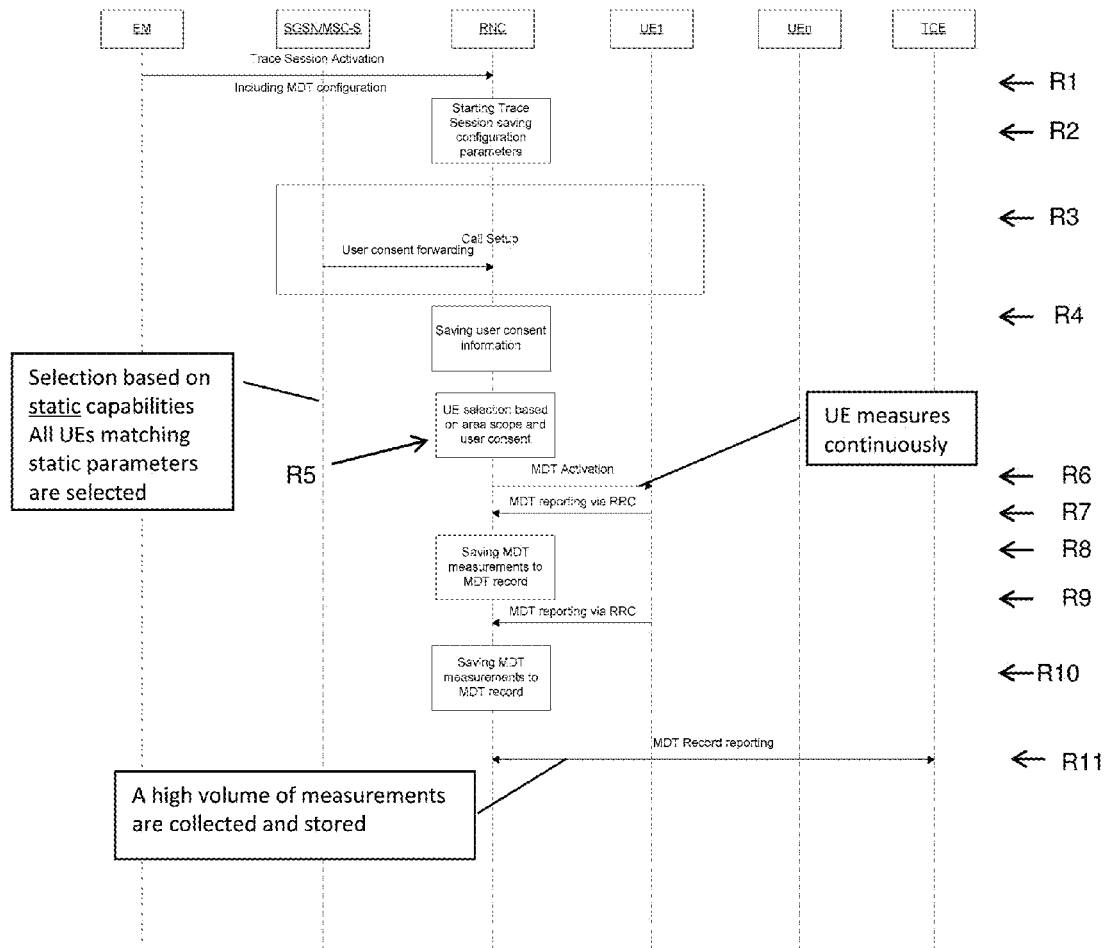 EM
SGSN/MSC-S
RNC
UE1
UEn
TCE
Trace Session Activation
Including MDT configuration
R1
Starting Trace
Session saving
configuration
parameters
R2
R3
Call Setup
User consent forwarding
R4
Saving user consent
information
Selection based on
static capabilities
All UEs matching
static parameters
are selected
UE selection based
on area scope and
user consent
UE measures
continuously
R5
MDT Activation
R6
MDT reporting via RRC
R7
Saving MDT
measurements to
MDT record
R8
R9
MDT reporting via RRC
Saving MDT
measurements to
MDT record
R10
MDT Record reporting
R11
A high volume of measurements
are collected and stored